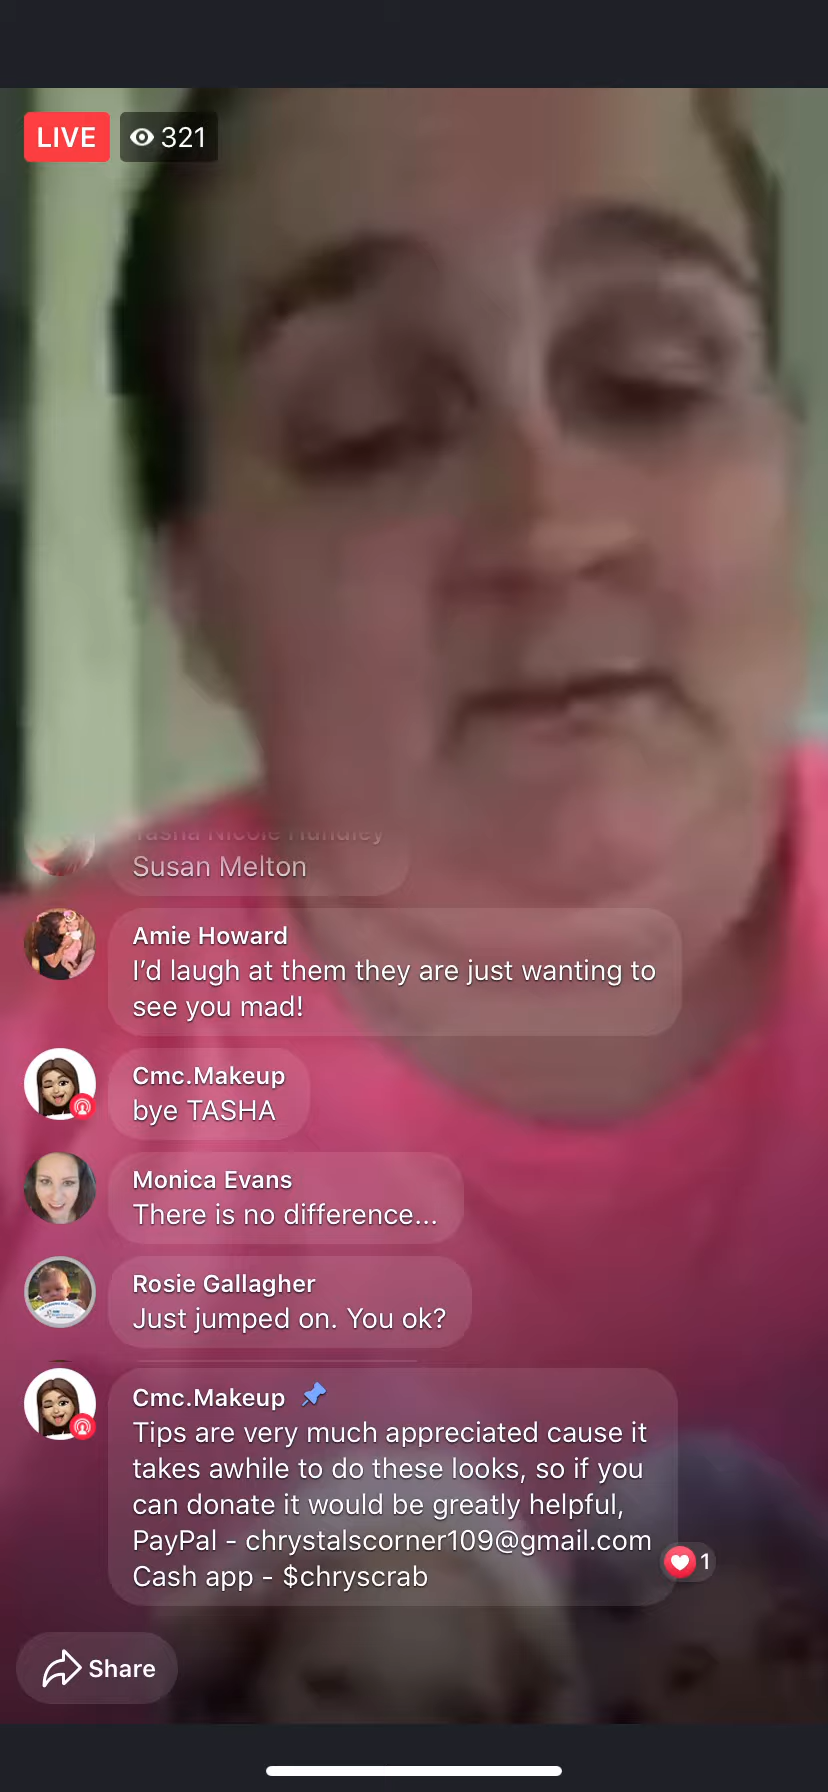 LIVE 321
Tasha Nicole Hundley
Susan Melton
Amie Howard
I'd laugh at them they are just wanting to
see you mad!
Cmc.Makeup
bye TASHA
Monica Evans
There is no difference...
Rosie Gallagher
Just jumped on. You ok?
Cmc.Makeup
Tips are very much appreciated cause it
takes awhile to do these looks, so if you
can donate it would be greatly helpful,
PayPal - chrystalscorner109@gmail.com
Cash app - $chryscrab
1
Share